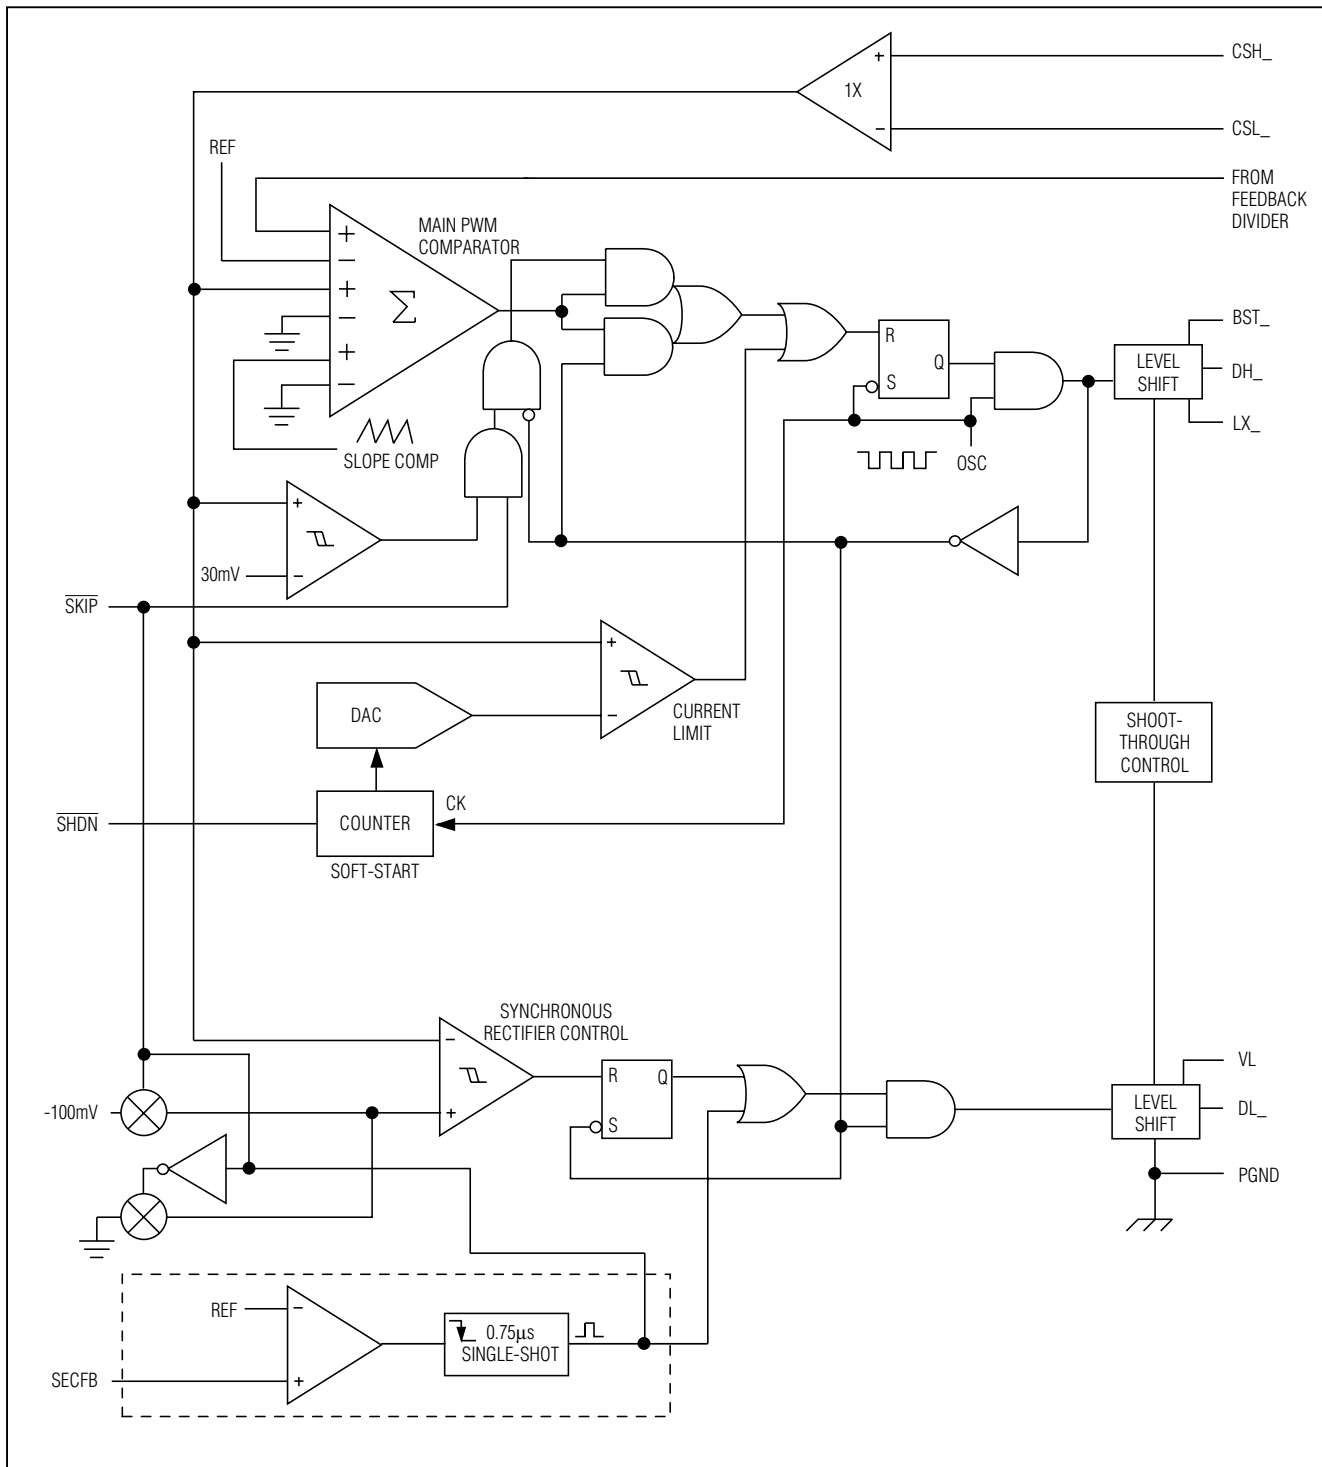 CSH_
+
1X
−
CSL_
REF
FROM
FEEDBACK
DIVIDER
MAIN PWM
COMPARATOR
+
−
+
Σ
−
+
−
SLOPE COMP
R
Q
S
OSC
BST_
LEVEL
SHIFT
DH_
LX_
+
30mV
−
SKIP
+
−
CURRENT
LIMIT
DAC
SHOOT-
THROUGH
CONTROL
CK
SHDN
COUNTER
SOFT-START
SYNCHRONOUS
RECTIFIER CONTROL
−
+
R
Q
S
-100mV
VL
LEVEL
SHIFT
DL_
PGND
REF
−
0.75µs
SINGLE-SHOT
SECFB
+